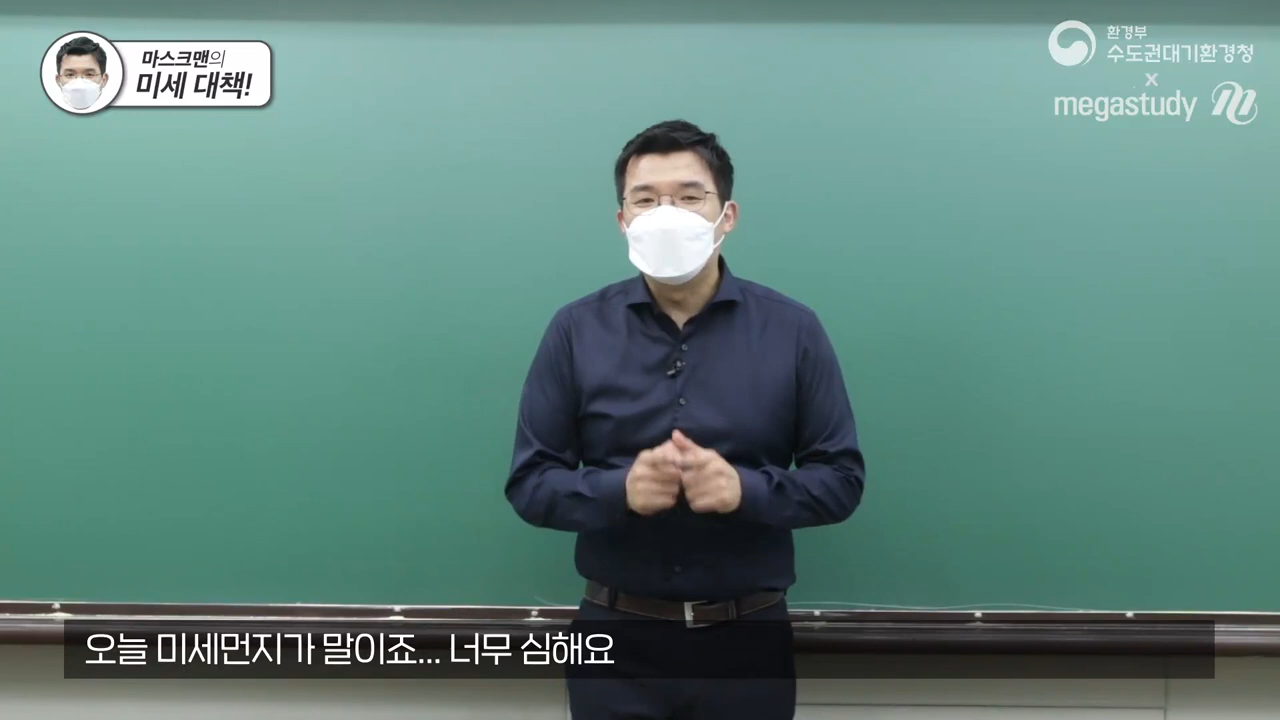 마스크맨의
미세 대책!
환경부
수도권대기환경청
x
megastudy m
오늘 미세먼지가 말이죠... 너무 심해요